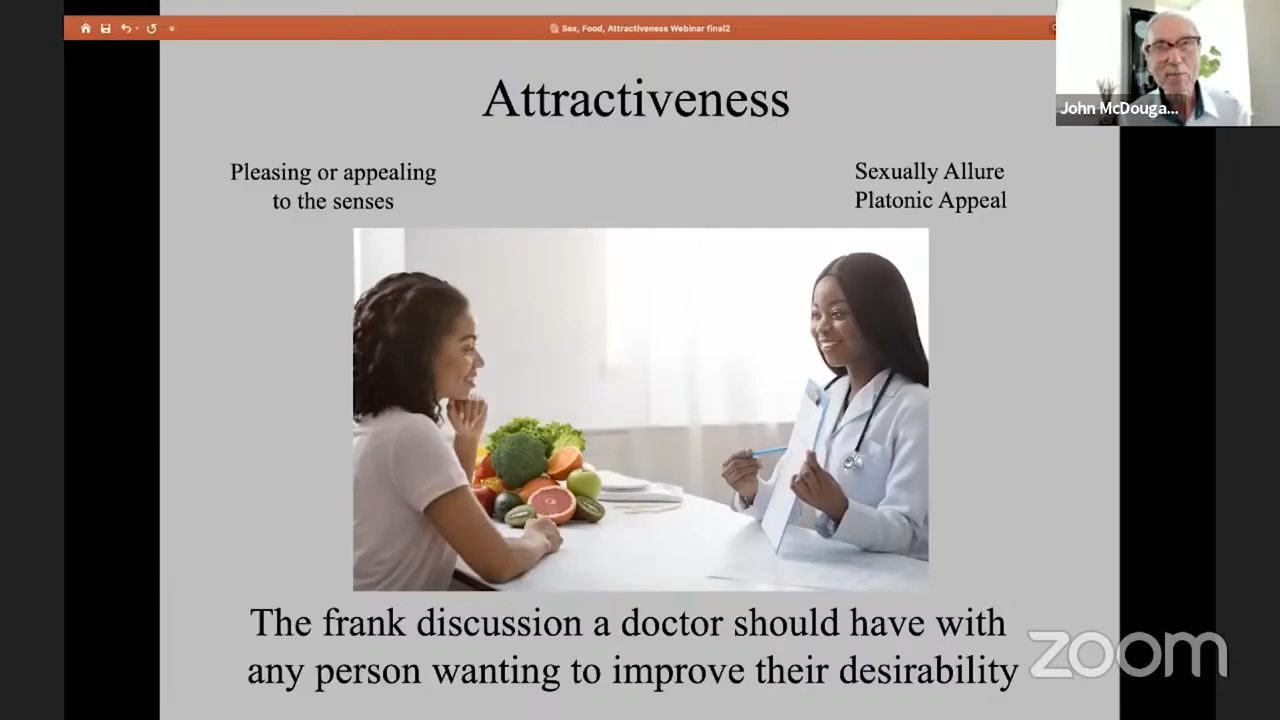 Sex, Food, Attractiveness Webinar final2
John McDouga...
Attractiveness
Pleasing or appealing
to the senses
Sexually Allure
Platonic Appeal
The frank discussion a doctor should have with
any person wanting to improve their desirability
zoom